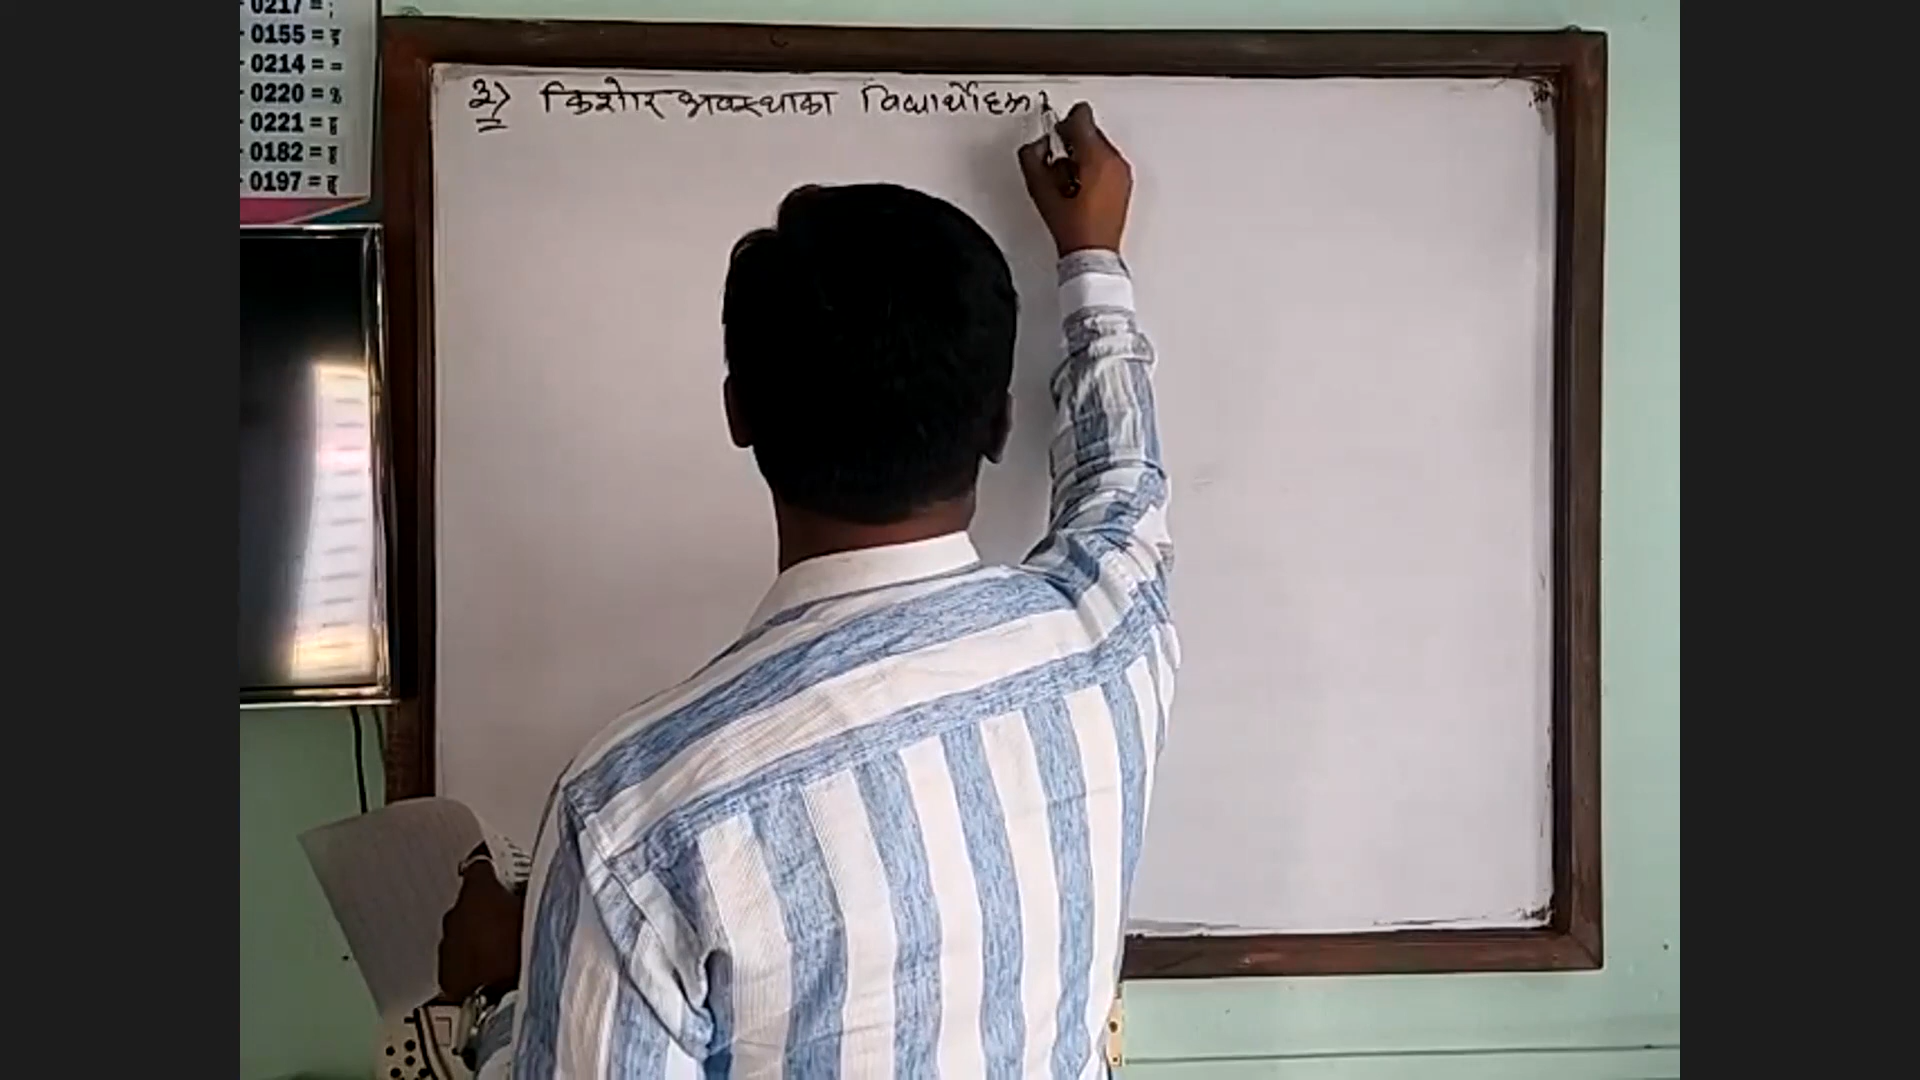 0217 = ;
0155 =
0214 = =
0220 =
0221 =
0182 =
0197 =
३) किशोर अवस्थाका विद्यार्थीहरू